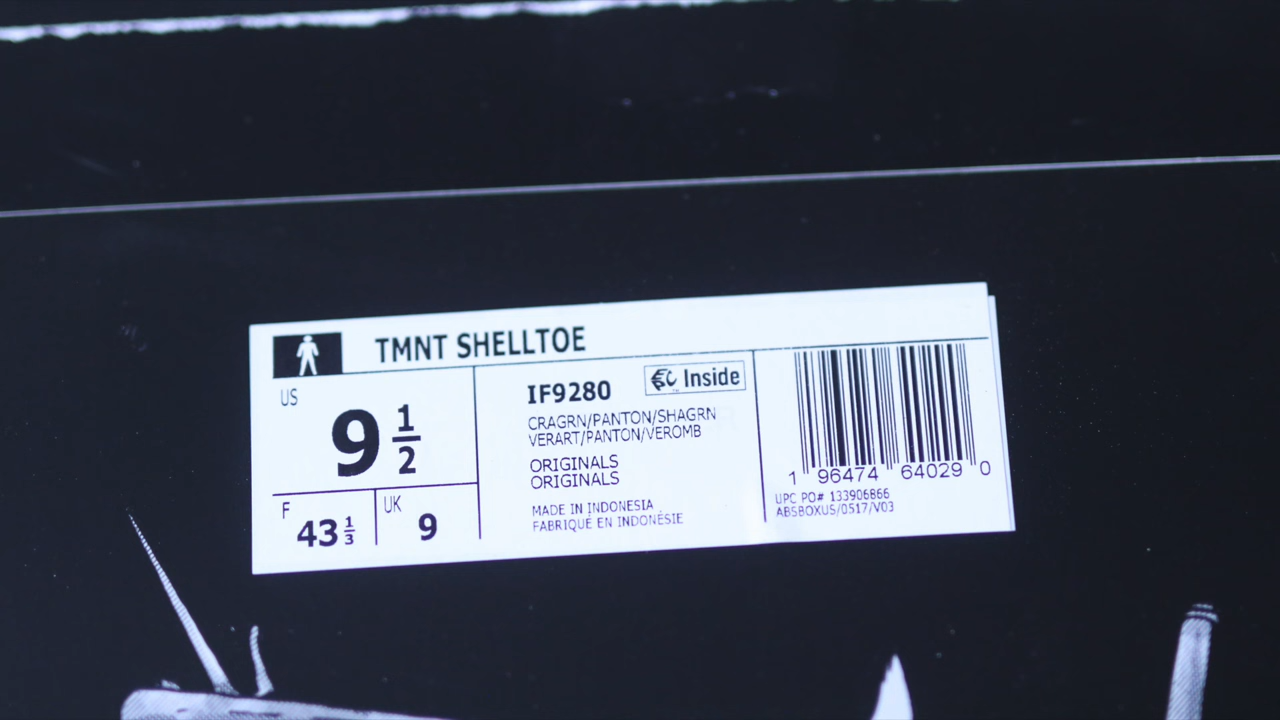 TMNT SHELLTOE
US
9 1/2
F
43 1/3
UK
9
IF9280
Inside
CRAGRN/PANTON/SHAGRN
VERART/PANTON/VEROMB
ORIGINALS
ORIGINALS
MADE IN INDONESIA
FABRIQUÉ EN INDONÉSIE
1 96474 64029 0
UPC PO# 133906866
ABSBOXUS/0517/V03